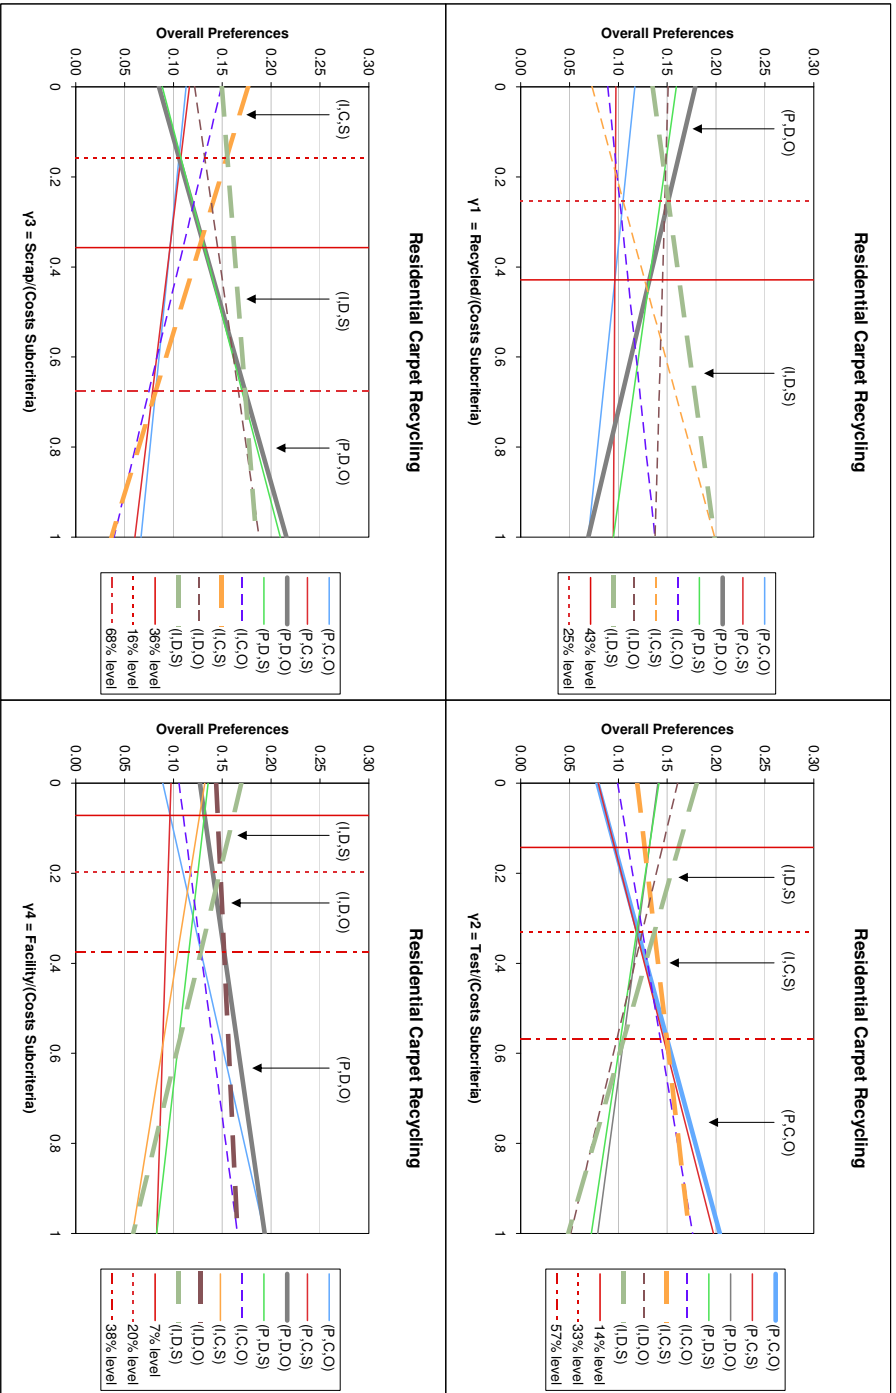 Residential Carpet Recycling
Overall Preferences
0.30
0.25
0.20
0.15
0.10
0.05
0.00
(P,D,O)
(I,D,S)
0
0.2
0.4
0.6
0.8
1
γ1 = Recycled/(Costs Subcriteria)
(P,C,O)
(P,C,S)
(P,D,O)
(P,D,S)
(I,C,O)
(I,C,S)
(I,D,O)
(I,D,S)
43% level
25% level
Residential Carpet Recycling
Overall Preferences
0.30
0.25
0.20
0.15
0.10
0.05
0.00
(I,D,S)
(I,C,S)
(P,C,O)
0
0.2
0.4
0.6
0.8
1
γ2 = Test/(Costs Subcriteria)
(P,C,O)
(P,C,S)
(P,D,O)
(P,D,S)
(I,C,O)
(I,C,S)
(I,D,O)
(I,D,S)
14% level
33% level
57% level
Residential Carpet Recycling
Overall Preferences
0.30
0.25
0.20
0.15
0.10
0.05
0.00
(I,C,S)
(I,D,S)
(P,D,O)
0
0.2
0.4
0.6
0.8
1
γ3 = Scrap/(Costs Subcriteria)
(P,C,O)
(P,C,S)
(P,D,O)
(P,D,S)
(I,C,O)
(I,C,S)
(I,D,O)
(I,D,S)
36% level
16% level
68% level
Residential Carpet Recycling
Overall Preferences
0.30
0.25
0.20
0.15
0.10
0.05
0.00
(I,D,S)
(I,D,O)
(P,D,O)
0
0.2
0.4
0.6
0.8
1
γ4 = Facility/(Costs Subcriteria)
(P,C,O)
(P,C,S)
(P,D,O)
(P,D,S)
(I,C,O)
(I,C,S)
(I,D,O)
(I,D,S)
7% level
20% level
38% level